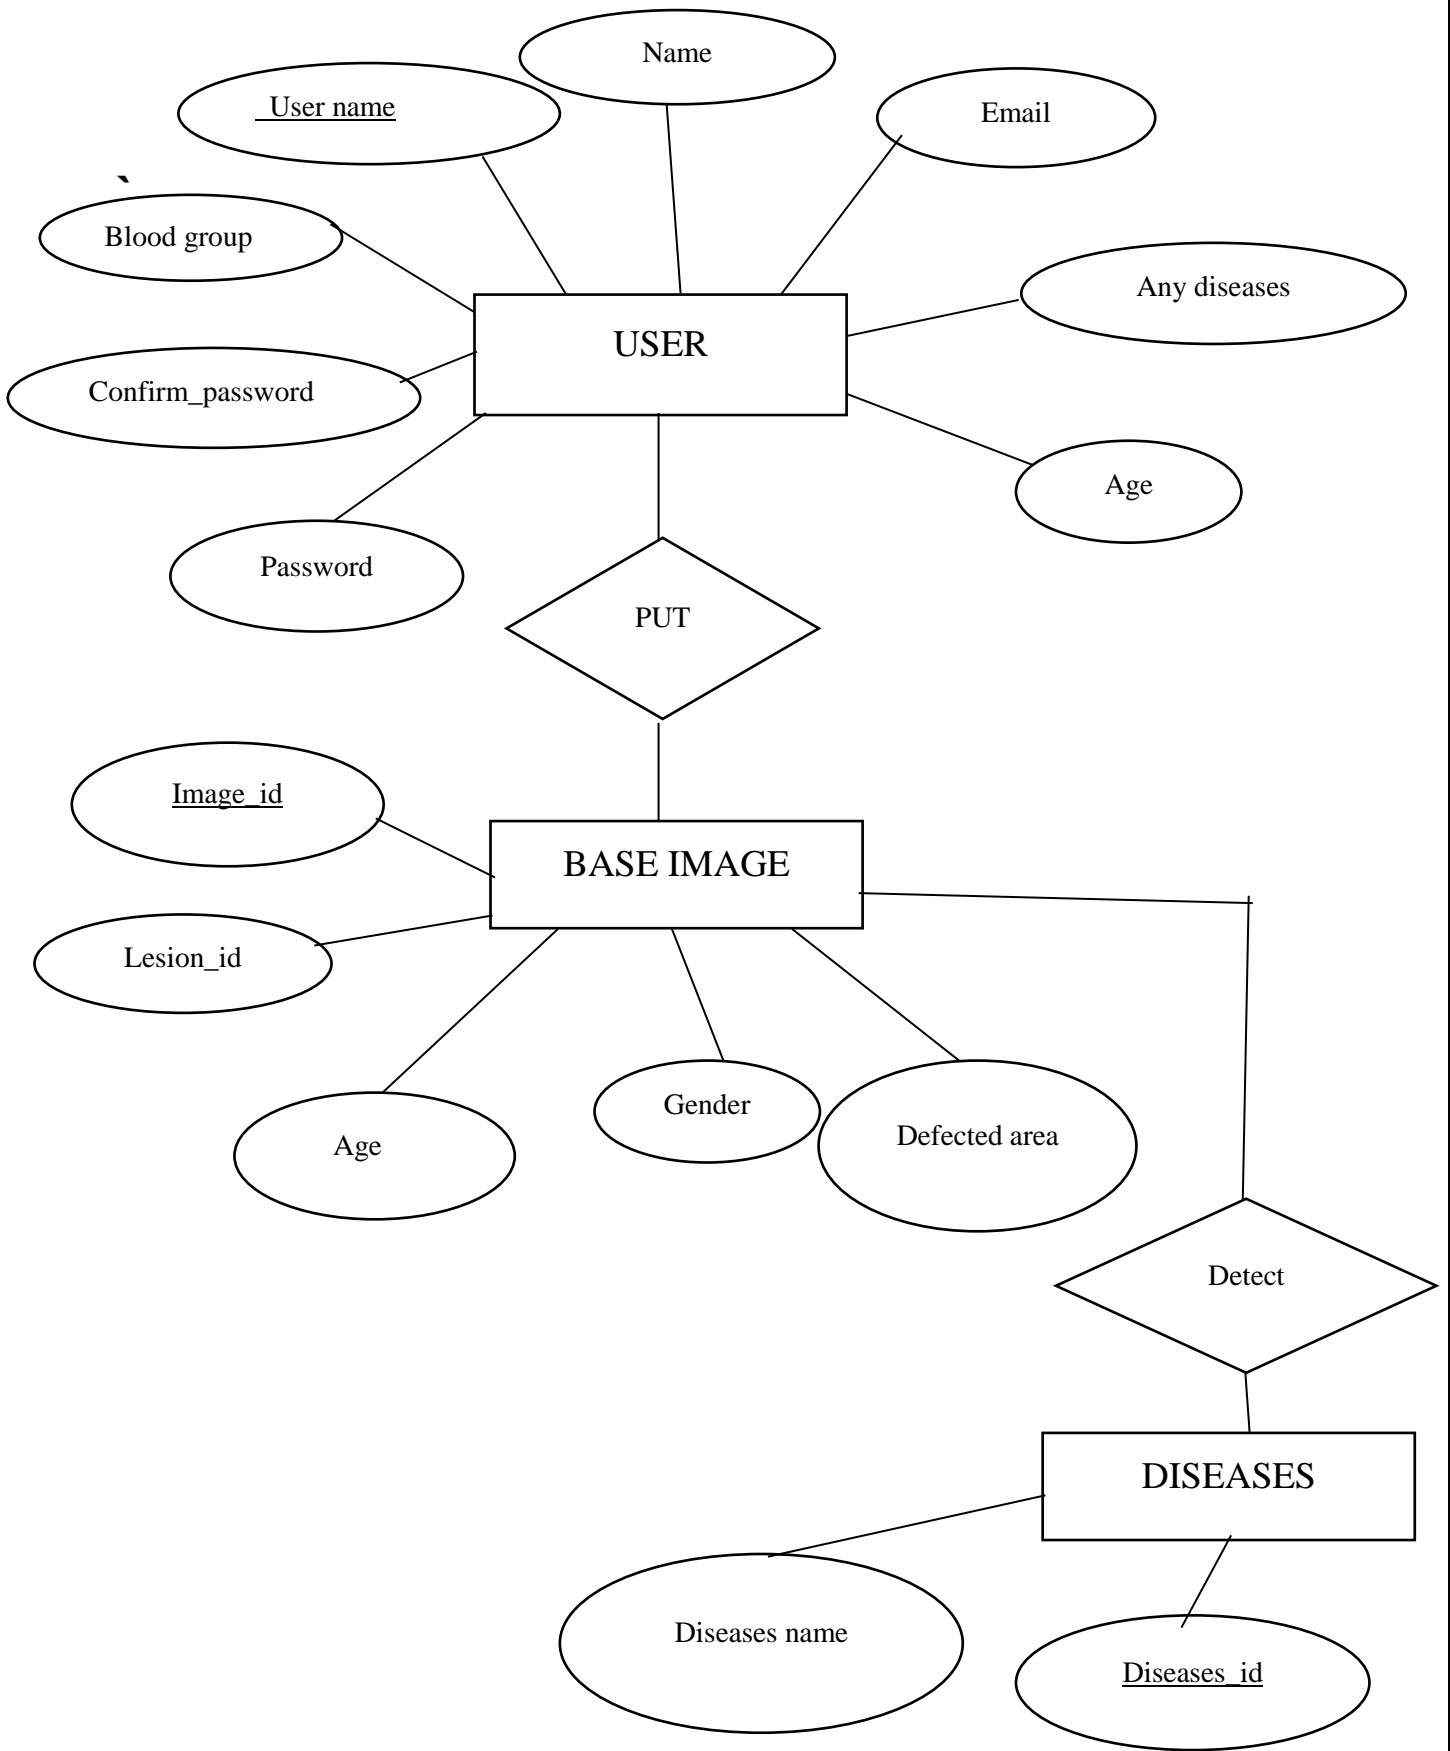 Name
User name
Email
`
Blood group
Any diseases
USER
Confirm_password
Age
Password
PUT
Image_id
BASE IMAGE
Lesion_id
Gender
Defected area
Age
Detect
DISEASES
Diseases name
Diseases_id